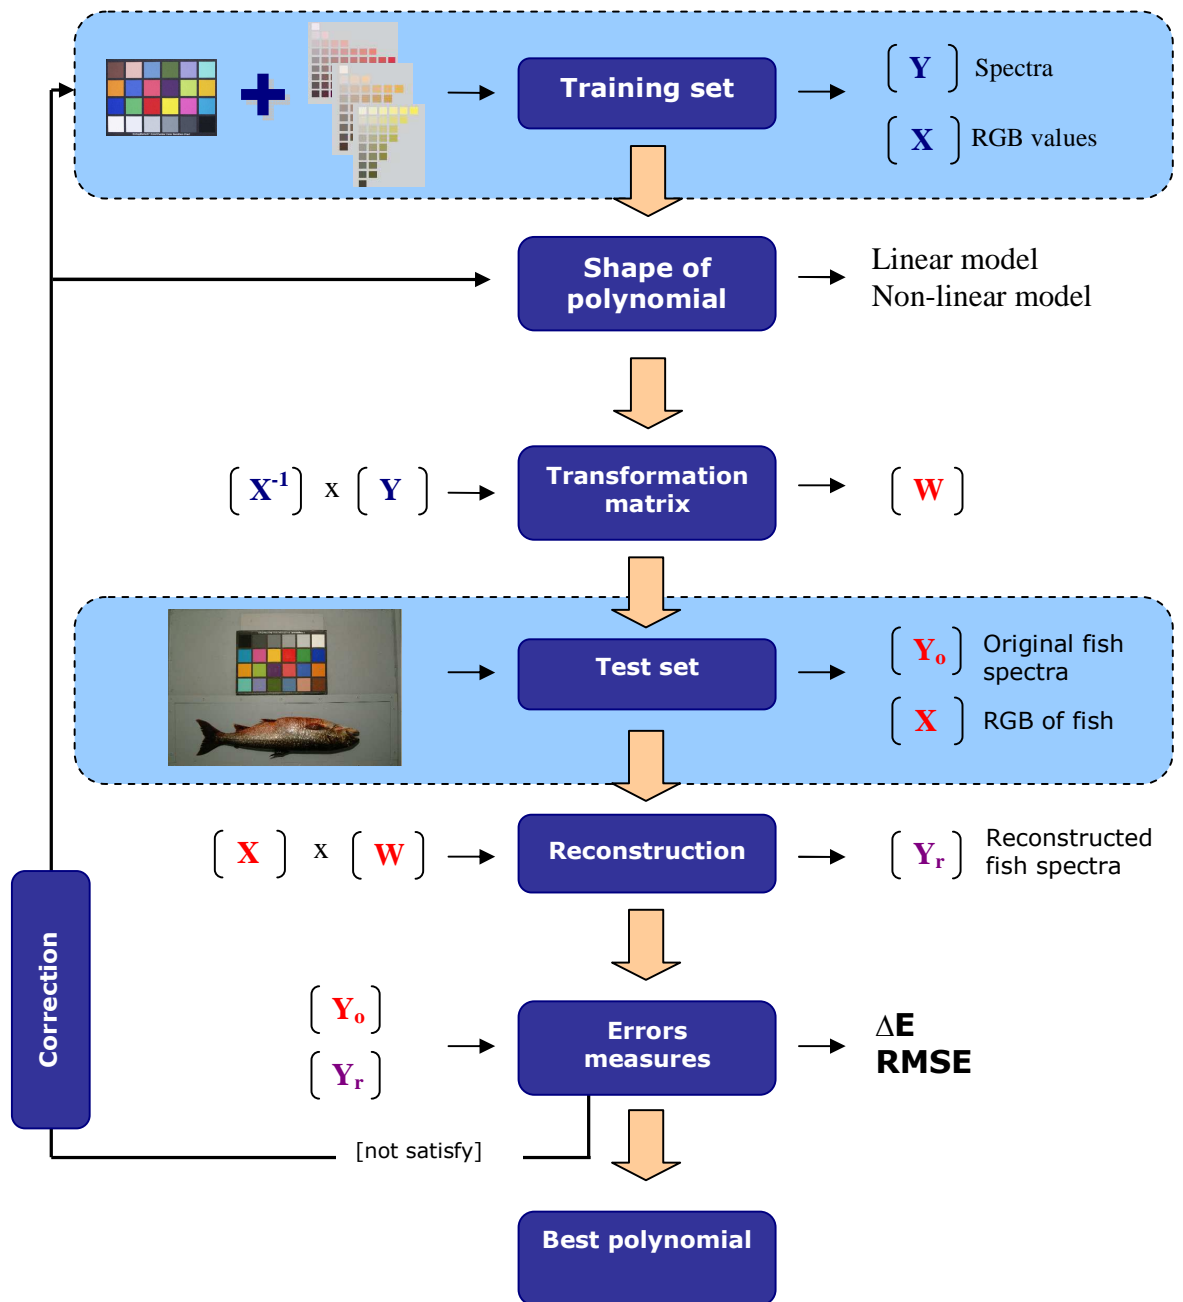 Training set
Y Spectra
X RGB values
Shape of
polynomial
Linear model
Non-linear model
X-1 x Y
Transformation
matrix
W
Test set
Yo Original fish
spectra
X RGB of fish
X x W
Reconstruction
Yr Reconstructed
fish spectra
Correction
Yo
Yr
Errors
measures
ΔE
RMSE
[not satisfy]
Best polynomial